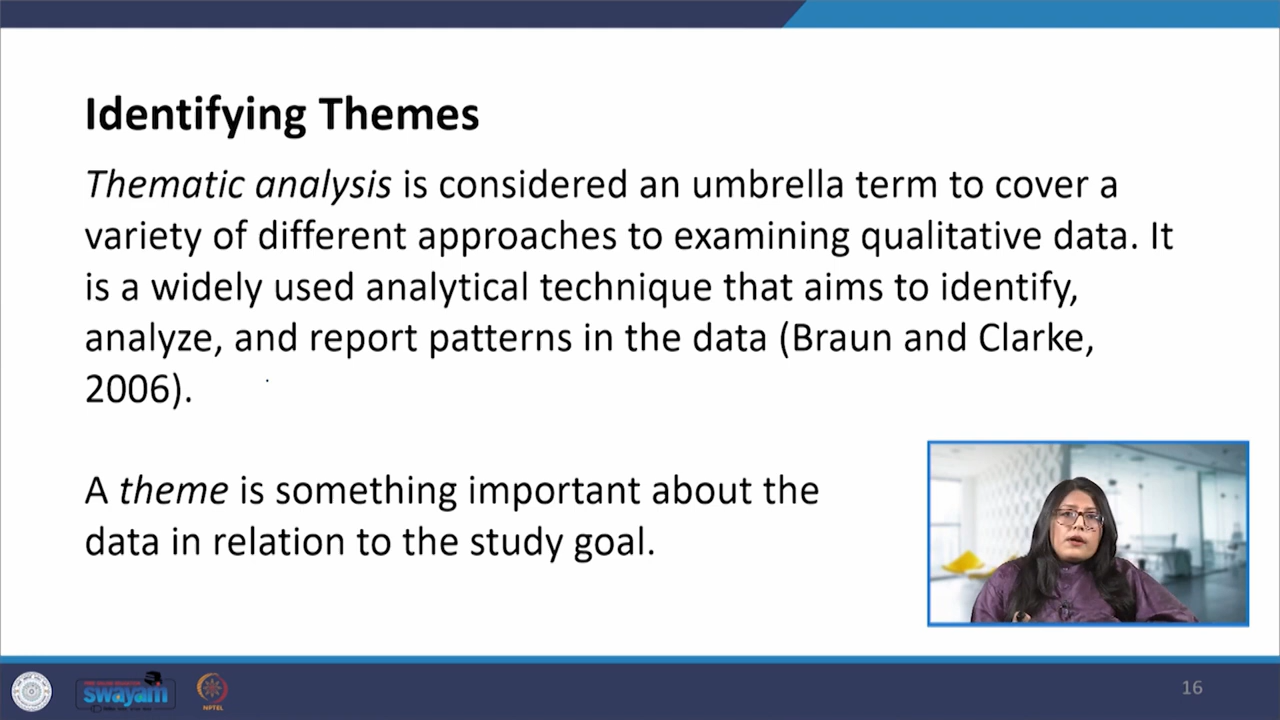 Identifying Themes
Thematic analysis is considered an umbrella term to cover a
variety of different approaches to examining qualitative data. It
is a widely used analytical technique that aims to identify,
analyze, and report patterns in the data (Braun and Clarke,
2006).
A theme is something important about the
data in relation to the study goal.
swayam
NPTEL
16